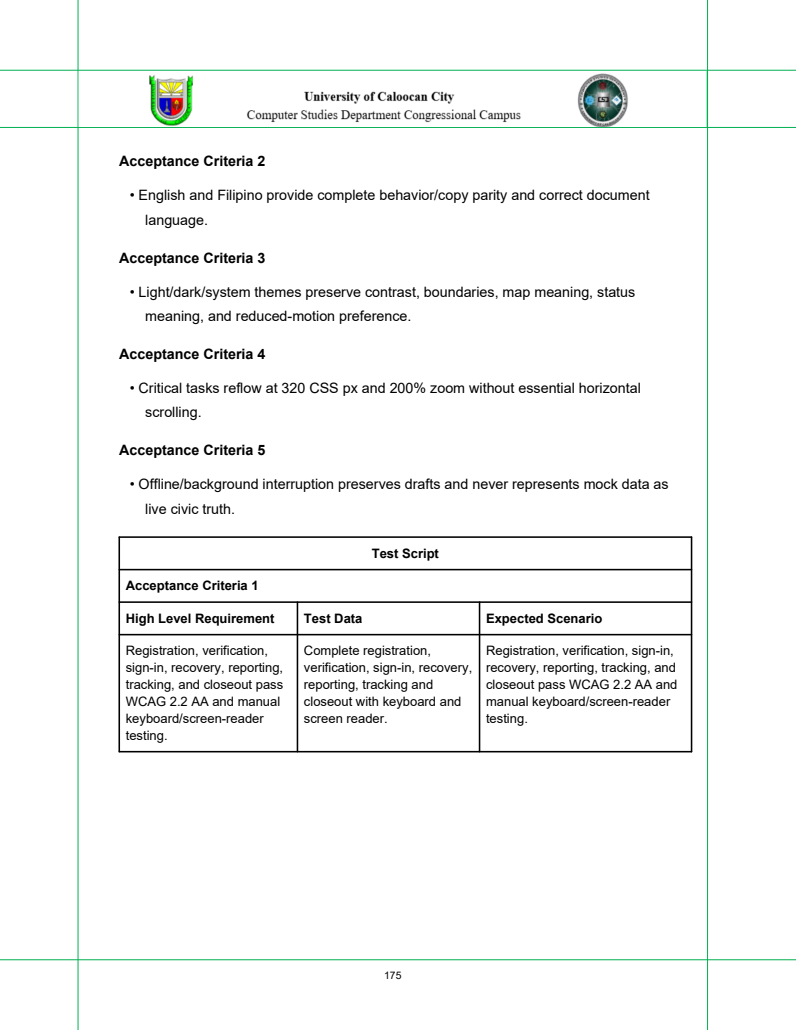 University of Caloocan City
Computer Studies Department Congressional Campus
Acceptance Criteria 2
• English and Filipino provide complete behavior/copy parity and correct document
language.
Acceptance Criteria 3
• Light/dark/system themes preserve contrast, boundaries, map meaning, status
meaning, and reduced-motion preference.
Acceptance Criteria 4
• Critical tasks reflow at 320 CSS px and 200% zoom without essential horizontal
scrolling.
Acceptance Criteria 5
• Offline/background interruption preserves drafts and never represents mock data as
live civic truth.
Test Script
Acceptance Criteria 1
High Level Requirement
Test Data
Expected Scenario
Registration, verification,
sign-in, recovery, reporting,
tracking, and closeout pass
WCAG 2.2 AA and manual
keyboard/screen-reader
testing.
Complete registration,
verification, sign-in, recovery,
reporting, tracking and
closeout with keyboard and
screen reader.
Registration, verification, sign-in,
recovery, reporting, tracking, and
closeout pass WCAG 2.2 AA and
manual keyboard/screen-reader
testing.
175